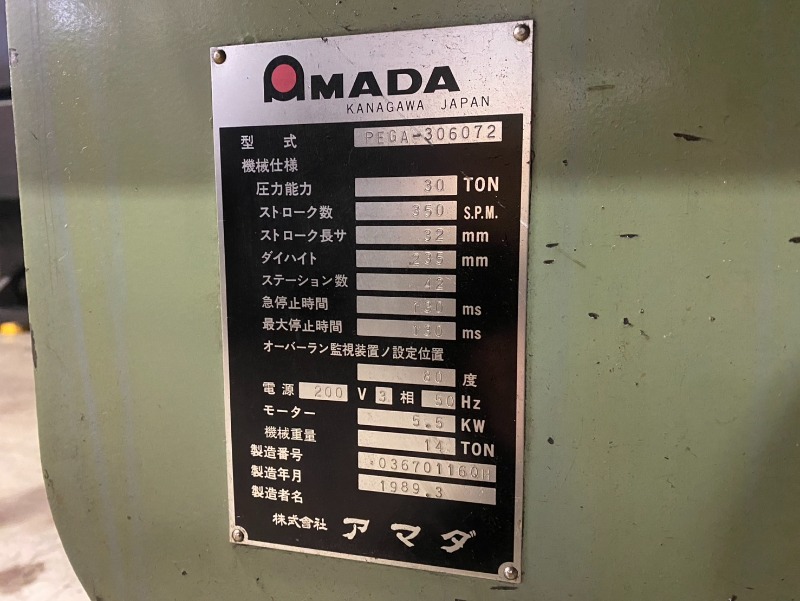 AMADA
KANAGAWA JAPAN
型式 PEGA-306072
機械仕様
圧力能力 30 TON
ストローク数 350 S.P.M.
ストローク長サ 32 mm
ダイハイト 235 mm
ステーション数 42
急停止時間 130 ms
最大停止時間 130 ms
オーバーラン監視装置ノ設定位置
80 度
電源 200 V 3 相 50 Hz
モーター 5.5 KW
機械重量 14 TON
製造番号
製造年月 1989.3
製造者名
株式會社 アマダ